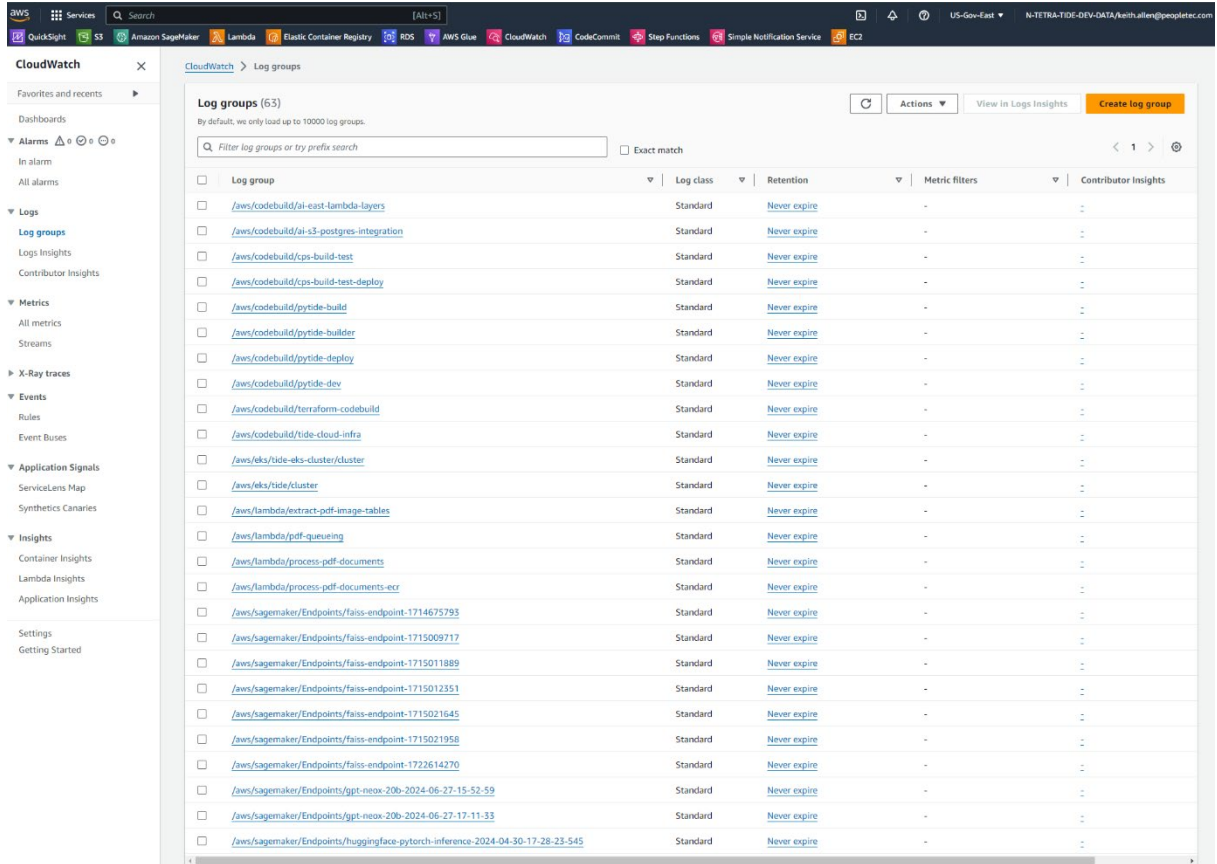 aws Services Search [Alt+S] US-Gov-East ▼ N-TETRA-TIDE-DEV-DATA/keith.allen@peopletec.com
QuickSight S3 Amazon SageMaker Lambda Elastic Container Registry RDS AWS Glue CloudWatch CodeCommit Step Functions Simple Notification Service EC2
CloudWatch
Favorites and recents
Dashboards
Alarms 0 0 0
In alarm
All alarms
Logs
Log groups
Logs Insights
Contributor Insights
Metrics
All metrics
Streams
X-Ray traces
Events
Rules
Event Buses
Application Signals
ServiceLens Map
Synthetics Canaries
Insights
Container Insights
Lambda Insights
Application Insights
Settings
Getting Started
CloudWatch > Log groups
Log groups (63)
By default, we only load up to 10000 log groups.
Actions ▼ View in Logs Insights Create log group
Filter log groups or try prefix search Exact match < 1 >
Log group Log class Retention Metric filters Contributor Insights
/aws/codebuild/ai-east-lambda-layers Standard Never expire - -
/aws/codebuild/ai-s3-postgres-integration Standard Never expire - -
/aws/codebuild/cps-build-test Standard Never expire - -
/aws/codebuild/cps-build-test-deploy Standard Never expire - -
/aws/codebuild/pytide-build Standard Never expire - -
/aws/codebuild/pytide-builder Standard Never expire - -
/aws/codebuild/pytide-deploy Standard Never expire - -
/aws/codebuild/pytide-dev Standard Never expire - -
/aws/codebuild/terraform-codebuild Standard Never expire - -
/aws/codebuild/tide-cloud-infra Standard Never expire - -
/aws/eks/tide-eks-cluster/cluster Standard Never expire - -
/aws/eks/tide/cluster Standard Never expire - -
/aws/lambda/extract-pdf-image-tables Standard Never expire - -
/aws/lambda/pdf-queueing Standard Never expire - -
/aws/lambda/process-pdf-documents Standard Never expire - -
/aws/lambda/process-pdf-documents-ecr Standard Never expire - -
/aws/sagemaker/Endpoints/faiss-endpoint-1714675793 Standard Never expire - -
/aws/sagemaker/Endpoints/faiss-endpoint-1715009717 Standard Never expire - -
/aws/sagemaker/Endpoints/faiss-endpoint-1715011889 Standard Never expire - -
/aws/sagemaker/Endpoints/faiss-endpoint-1715012351 Standard Never expire - -
/aws/sagemaker/Endpoints/faiss-endpoint-1715021645 Standard Never expire - -
/aws/sagemaker/Endpoints/faiss-endpoint-1715021958 Standard Never expire - -
/aws/sagemaker/Endpoints/faiss-endpoint-1722614270 Standard Never expire - -
/aws/sagemaker/Endpoints/gpt-neox-20b-2024-06-27-15-52-59 Standard Never expire - -
/aws/sagemaker/Endpoints/gpt-neox-20b-2024-06-27-17-11-33 Standard Never expire - -
/aws/sagemaker/Endpoints/huggingface-pytorch-inference-2024-04-30-17-28-23-545 Standard Never expire - -